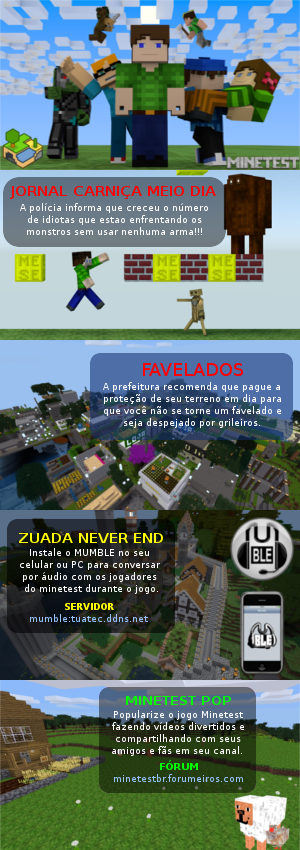 MINETEST
JORNAL CARNIÇA MEIO DIA
A polícia informa que creceu o número
de idiotas que estao enfrentando os
monstros sem usar nenhuma arma!!!
ME
SE
ME
SE
ME
SE
FAVELADOS
A prefeitura recomenda que pague a
proteção de seu terreno em dia para
que você não se torne um favelado e
seja despejado por grileiros.
ZUADA NEVER END
Instale o MUMBLE no seu
celular ou PC para conversar
por áudio com os jogadores
do minetest durante o jogo.
SERVIDOR
mumble:tuatec.ddns.net
BLE
BLE
MINETEST POP
Popularize o jogo Minetest
fazendo videos divertidos e
compartilhando com seus
amigos e fãs em seu canal.
FÓRUM
minetestbr.forumeiros.com